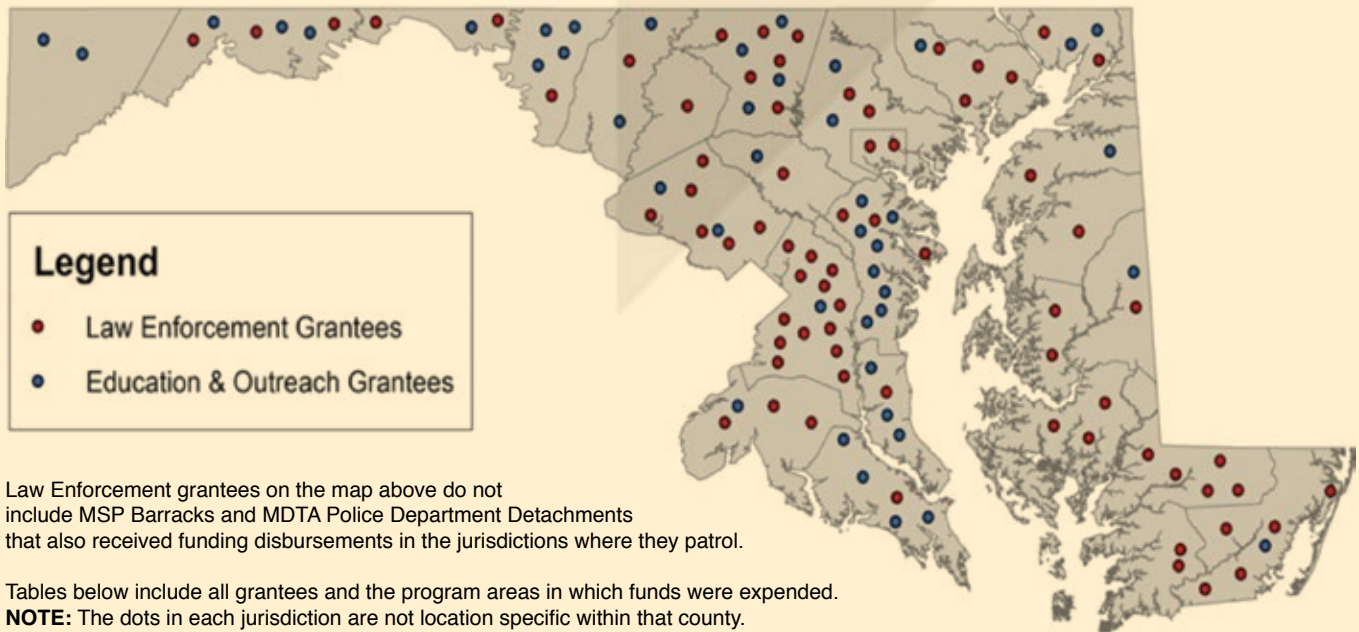 Legend
Law Enforcement Grantees
Education & Outreach Grantees
Law Enforcement grantees on the map above do not
include MSP Barracks and MDTA Police Department Detachments
that also received funding disbursements in the jurisdictions where they patrol.
Tables below include all grantees and the program areas in which funds were expended.
NOTE: The dots in each jurisdiction are not location specific within that county.